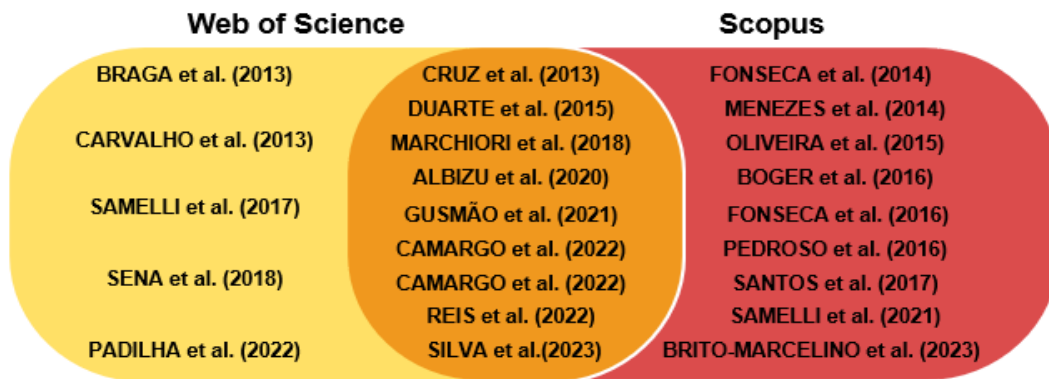 Web of Science
Scopus
BRAGA et al. (2013)
CARVALHO et al. (2013)
SAMELLI et al. (2017)
SENA et al. (2018)
PADILHA et al. (2022)
CRUZ et al. (2013)
DUARTE et al. (2015)
MARCHIORI et al. (2018)
ALBIZU et al. (2020)
GUSMÃO et al. (2021)
CAMARGO et al. (2022)
CAMARGO et al. (2022)
REIS et al. (2022)
SILVA et al.(2023)
FONSECA et al. (2014)
MENEZES et al. (2014)
OLIVEIRA et al. (2015)
BOGER et al. (2016)
FONSECA et al. (2016)
PEDROSO et al. (2016)
SANTOS et al. (2017)
SAMELLI et al. (2021)
BRITO-MARCELINO et al. (2023)